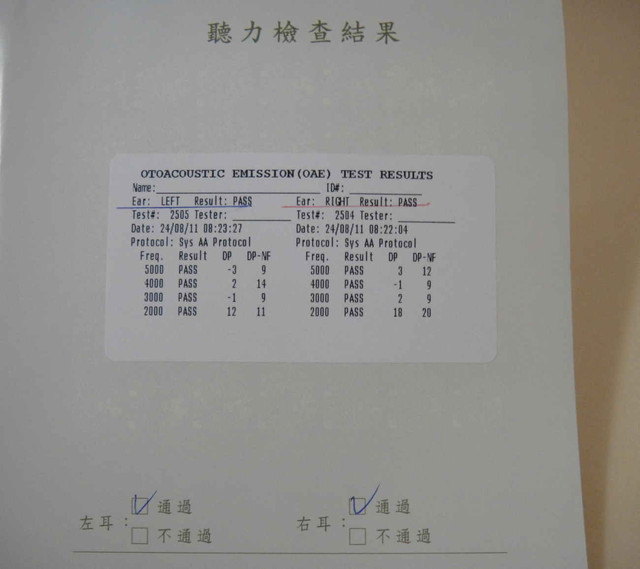 聽力檢查結果
OTOACOUSTIC EMISSION(OAE) TEST RESULTS
Name: ID#:
Ear: LEFT Result: PASS Ear: RIGHT Result: PASS
Test#: 2505 Tester: Test#: 2504 Tester:
Date: 24/08/11 08:23:27 Date: 24/08/11 08:22:04
Protocol: Sys AA Protocol Protocol: Sys AA Protocol
Freq. Result DP DP-NF Freq. Result DP DP-NF
5000 PASS -3 9 5000 PASS 3 12
4000 PASS 2 14 4000 PASS -1 9
3000 PASS -1 9 3000 PASS 2 9
2000 PASS 12 11 2000 PASS 18 20
左耳： 通過 右耳： 通過
不通過 不通過